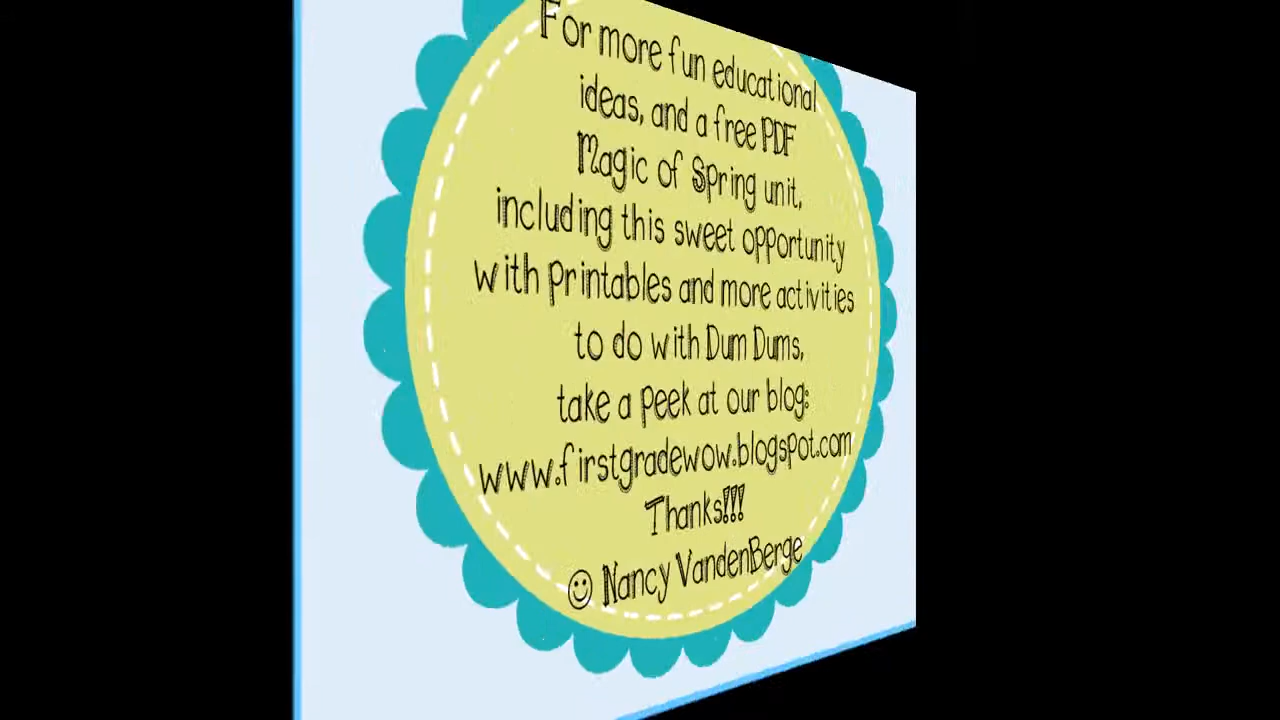 For more fun educational
ideas, and a free PDF
Magic of Spring unit,
including this sweet opportunity
with printables and more activities
to do with Dum Dums,
take a peek at our blog:
www.firstgradewow.blogspot.com
Thanks!!!
☺ Nancy VandenBerge